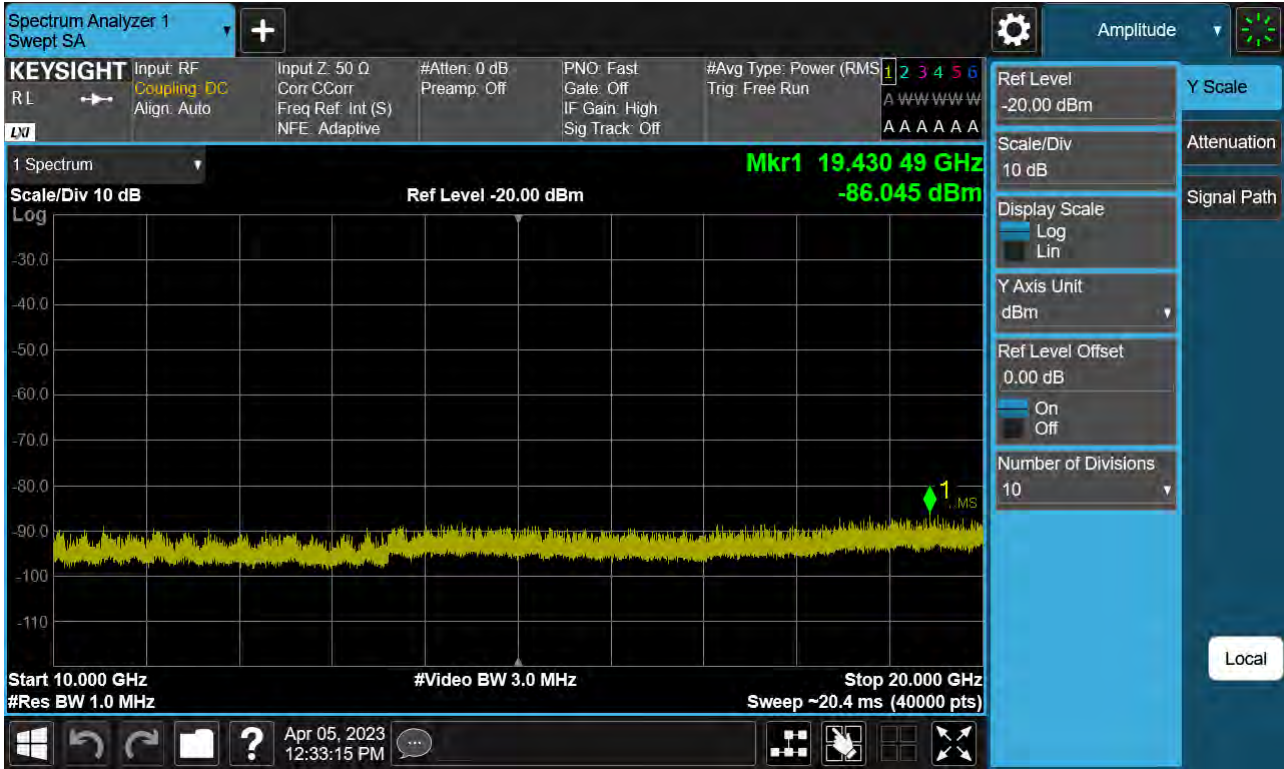 Spectrum Analyzer 1
Swept SA
Amplitude
KEYSIGHT
R L
LXI
Input: RF
Coupling: DC
Align: Auto
Input Z: 50 Ω
Corr CCorr
Freq Ref: Int (S)
NFE: Adaptive
#Atten: 0 dB
Preamp: Off
PNO: Fast
Gate: Off
IF Gain: High
Sig Track: Off
#Avg Type: Power (RMS
Trig: Free Run
1 2 3 4 5 6
A W W W W W
A A A A A A
1 Spectrum
Scale/Div 10 dB
Ref Level -20.00 dBm
Mkr1 19.430 49 GHz
-86.045 dBm
Log
-30.0
-40.0
-50.0
-60.0
-70.0
-80.0
-90.0
-100
-110
1
MS
Start 10.000 GHz
#Res BW 1.0 MHz
#Video BW 3.0 MHz
Stop 20.000 GHz
Sweep ~20.4 ms (40000 pts)
Ref Level
-20.00 dBm
Scale/Div
10 dB
Display Scale
Log
Lin
Y Axis Unit
dBm
Ref Level Offset
0.00 dB
On
Off
Number of Divisions
10
Y Scale
Attenuation
Signal Path
Local
?
Apr 05, 2023
12:33:15 PM